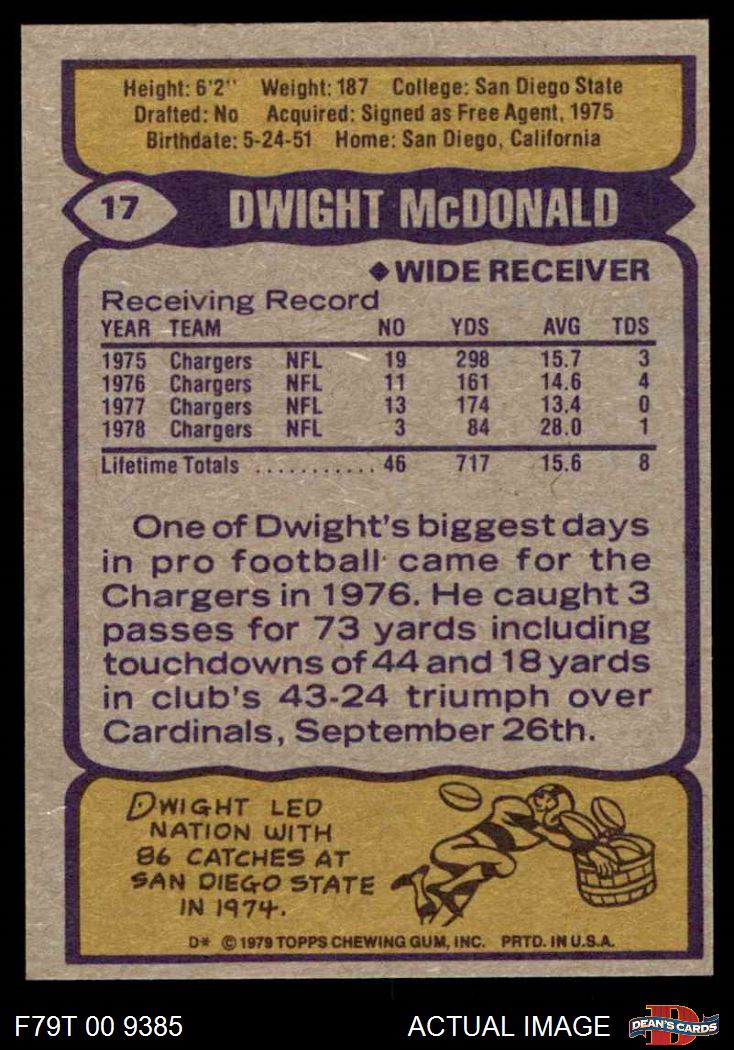 Height: 6'2" Weight: 187 College: San Diego State
Drafted: No Acquired: Signed as Free Agent, 1975
Birthdate: 5-24-51 Home: San Diego, California
17 DWIGHT McDONALD
◆ WIDE RECEIVER
Receiving Record
YEAR TEAM NO YDS AVG TDS
1975 Chargers NFL 19 298 15.7 3
1976 Chargers NFL 11 161 14.6 4
1977 Chargers NFL 13 174 13.4 0
1978 Chargers NFL 3 84 28.0 1
Lifetime Totals ........... 46 717 15.6 8
One of Dwight's biggest days
in pro football came for the
Chargers in 1976. He caught 3
passes for 73 yards including
touchdowns of 44 and 18 yards
in club's 43-24 triumph over
Cardinals, September 26th.
DWIGHT LED
NATION WITH
86 CATCHES AT
SAN DIEGO STATE
IN 1974.
D* © 1979 TOPPS CHEWING GUM, INC. PRTD. IN U.S.A.
F79T 00 9385 ACTUAL IMAGE D DEAN'S CARDS